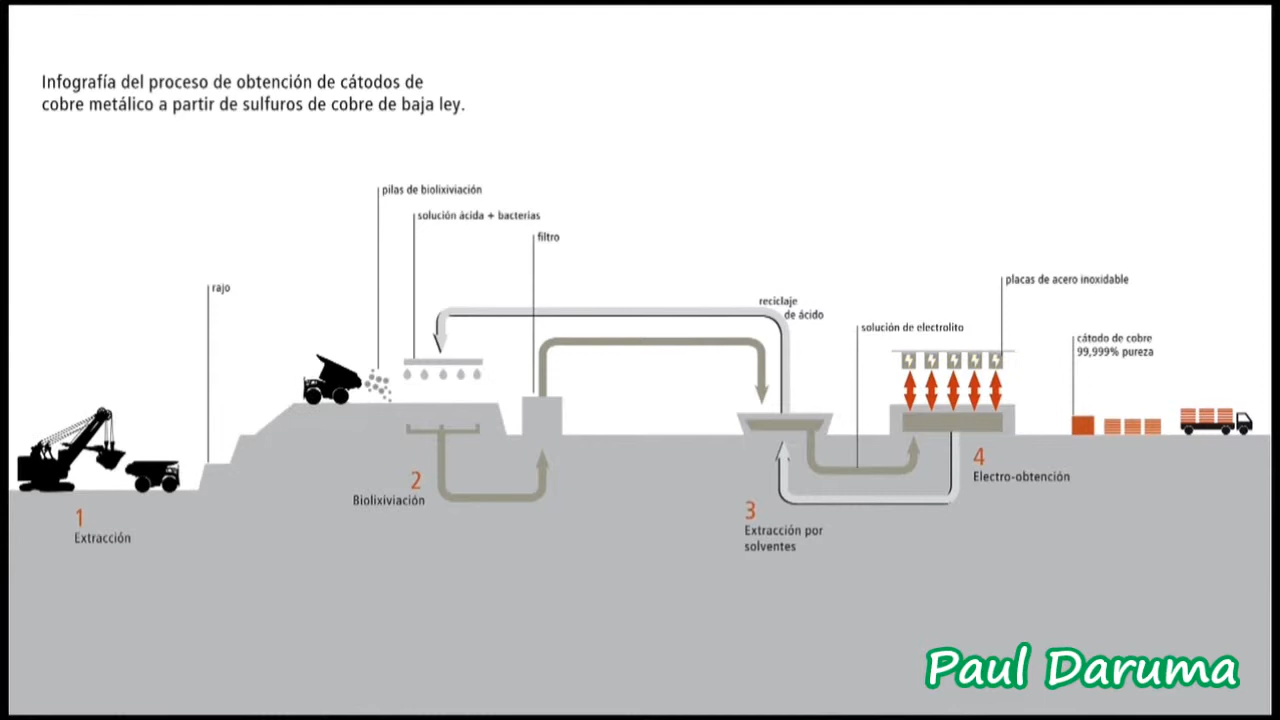 Infografía del proceso de obtención de cátodos de
cobre metálico a partir de sulfuros de cobre de baja ley.
pilas de biolixiviación
solución ácida + bacterias
filtro
rajo
reciclaje
de ácido
placas de acero inoxidable
solución de electrolito
cátodo de cobre
99,999% pureza
1
Extracción
2
Biolixiviación
3
Extracción por
solventes
4
Electro-obtención
Paul Daruma